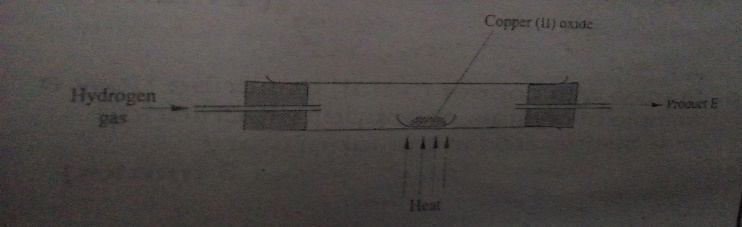 Copper (II) oxide
Hydrogen
gas
Product E
Heat